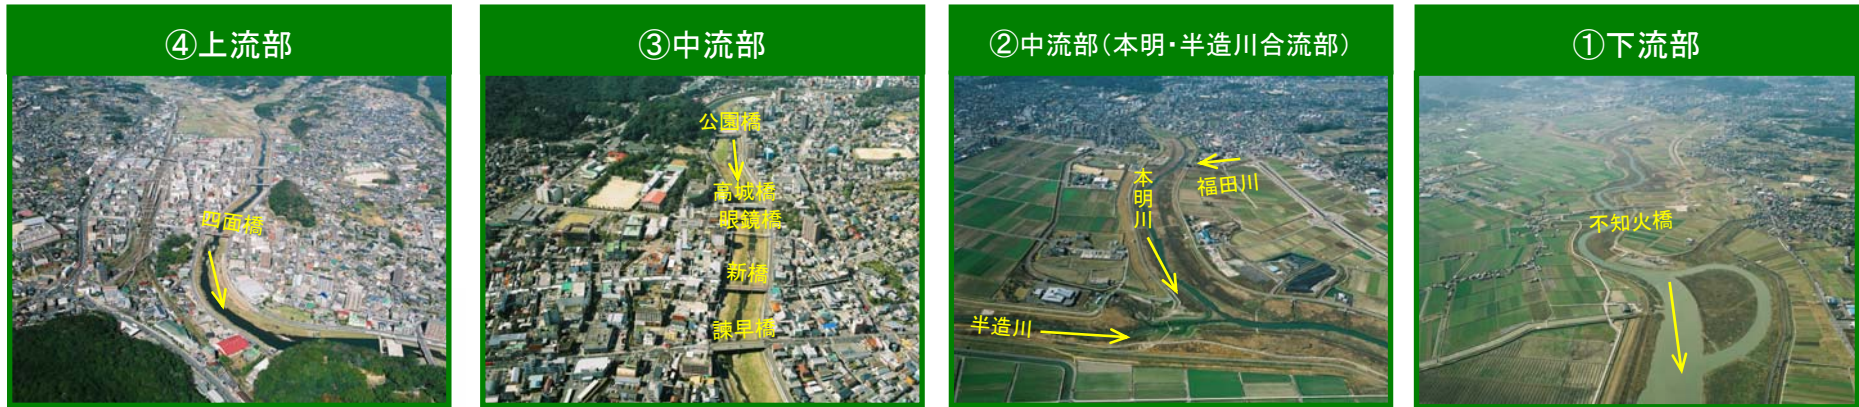 ④上流部
四面橋
③中流部
公園橋
高城橋
眼鏡橋
新橋
諫早橋
②中流部（本明・半造川合流部）
本明川
福田川
半造川
①下流部
不知火橋